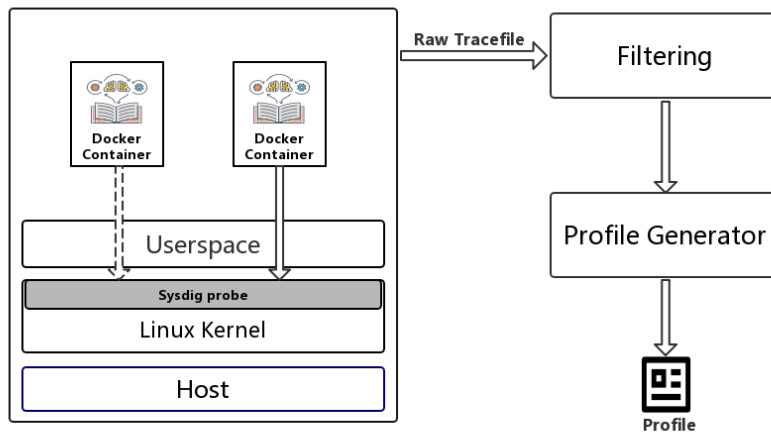 Raw Tracefile
Filtering
Docker
Container
Docker
Container
Userspace
Profile Generator
Sysdig probe
Linux Kernel
Host
Profile